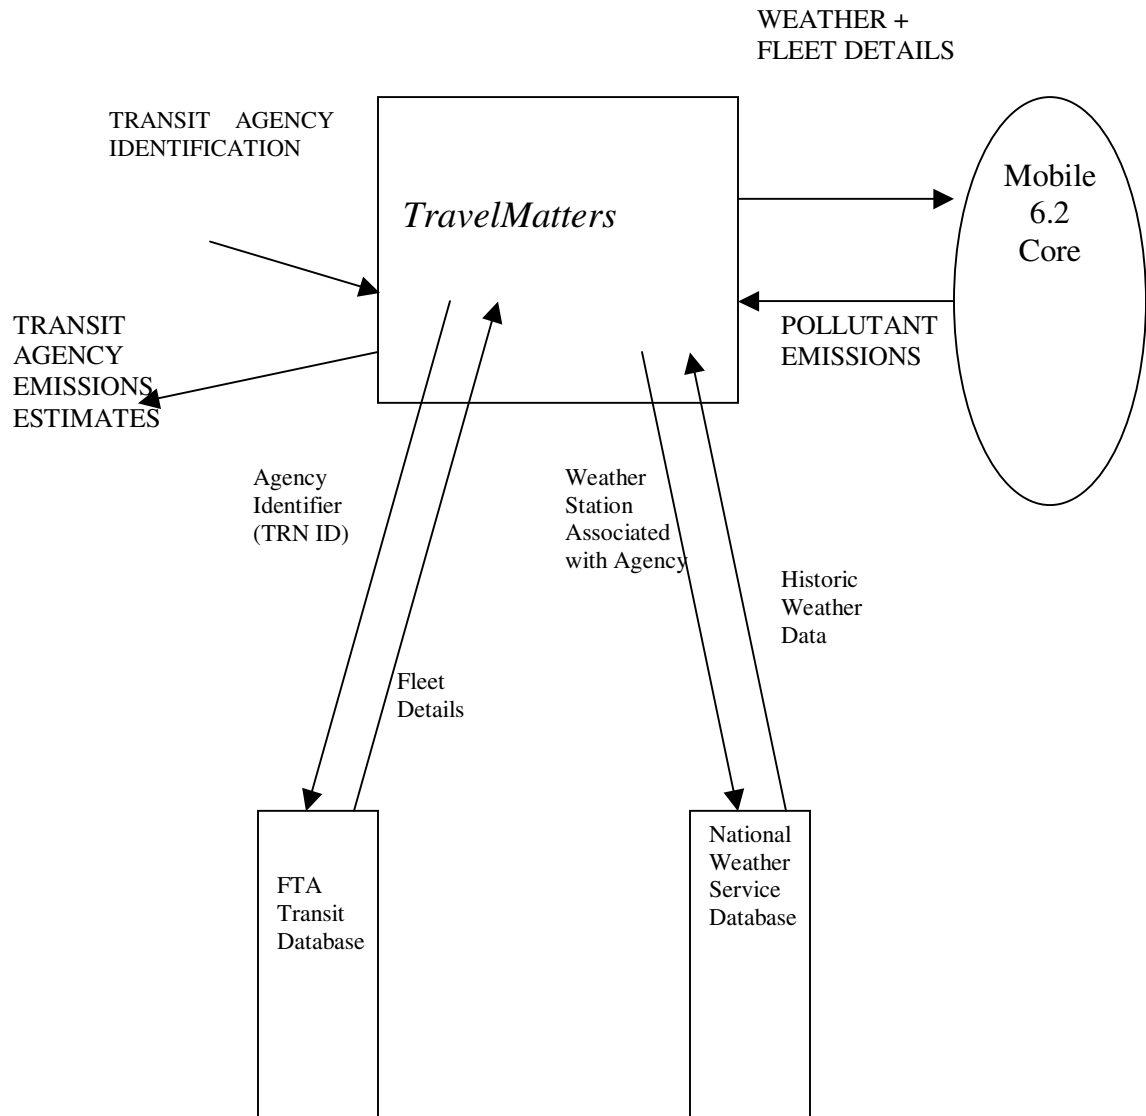 WEATHER +
FLEET DETAILS
TRANSIT AGENCY
IDENTIFICATION
TravelMatters
Mobile
6.2
Core
TRANSIT
AGENCY
EMISSIONS
ESTIMATES
POLLUTANT
EMISSIONS
Agency
Identifier
(TRN ID)
Weather
Station
Associated
with Agency
Historic
Weather
Data
Fleet
Details
FTA
Transit
Database
National
Weather
Service
Database